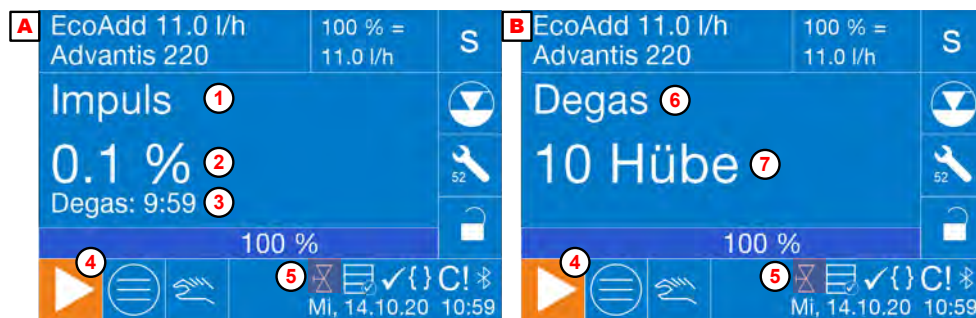 A
EcoAdd 11.0 l/h
Advantis 220
100 % =
11.0 l/h
S
Impuls
1
0.1 %
2
Degas: 9:59
3
52
100 %
4
5
{} C!
Mi, 14.10.20 10:59
B
EcoAdd 11.0 l/h
Advantis 220
100 % =
11.0 l/h
S
Degas
6
10 Hübe
7
52
100 %
4
5
{} C!
Mi, 14.10.20 10:59